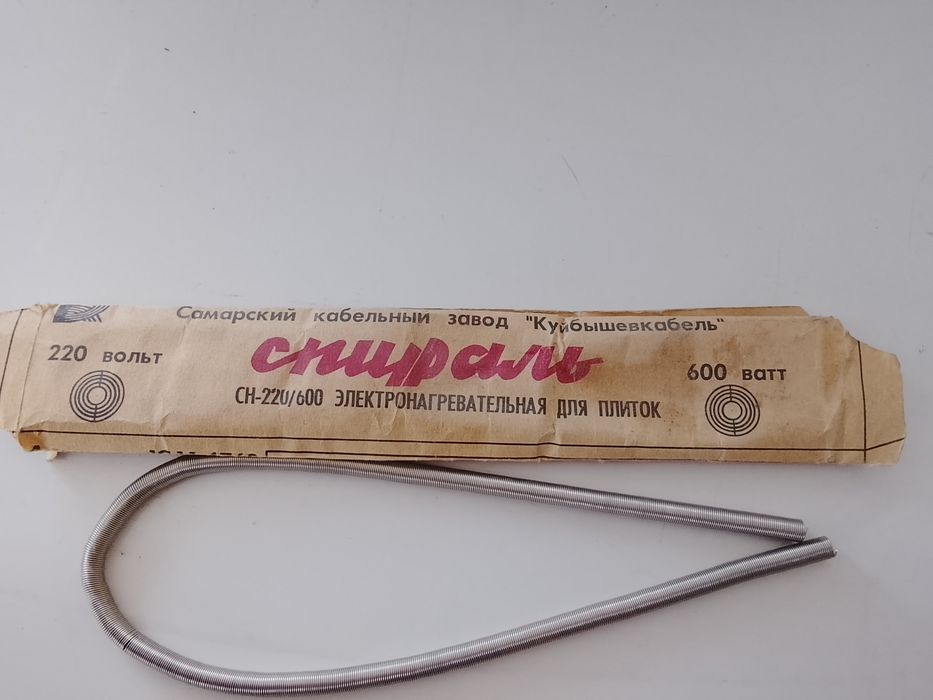 Самарский кабельный завод "Куйбышевкабель"
220 вольт
спираль
600 ватт
СН-220/600 ЭЛЕКТРОНАГРЕВАТЕЛЬНАЯ ДЛЯ ПЛИТОК